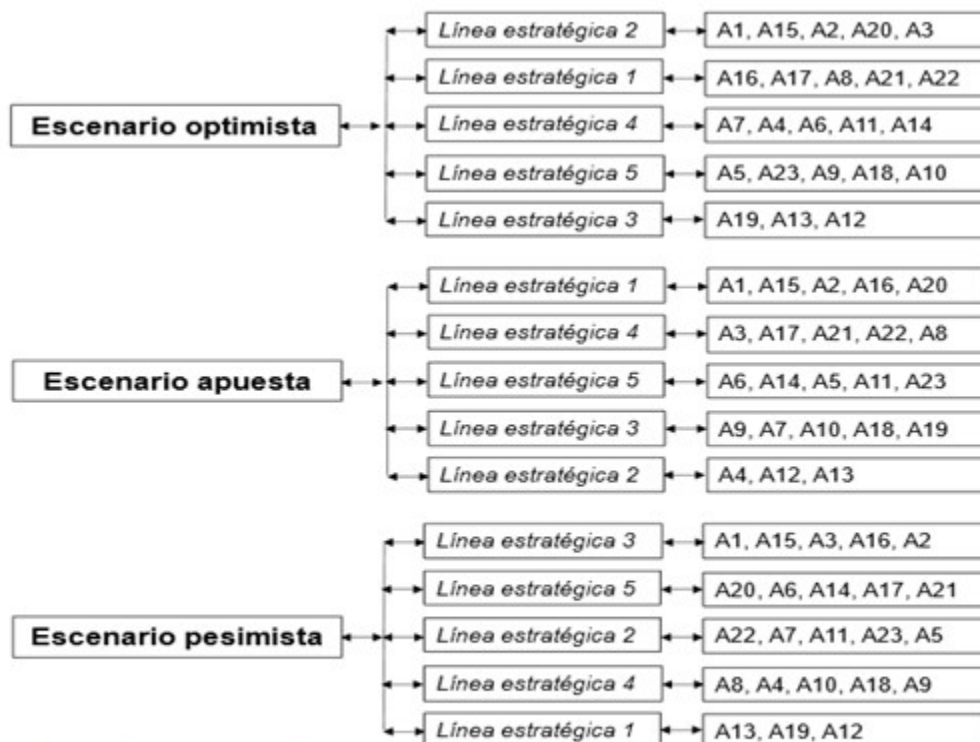 Línea estratégica 2 A1, A15, A2, A20, A3
Línea estratégica 1 A16, A17, A8, A21, A22
Escenario optimista Línea estratégica 4 A7, A4, A6, A11, A14
Línea estratégica 5 A5, A23, A9, A18, A10
Línea estratégica 3 A19, A13, A12
Línea estratégica 1 A1, A15, A2, A16, A20
Línea estratégica 4 A3, A17, A21, A22, A8
Escenario apuesta Línea estratégica 5 A6, A14, A5, A11, A23
Línea estratégica 3 A9, A7, A10, A18, A19
Línea estratégica 2 A4, A12, A13
Línea estratégica 3 A1, A15, A3, A16, A2
Línea estratégica 5 A20, A6, A14, A17, A21
Escenario pesimista Línea estratégica 2 A22, A7, A11, A23, A5
Línea estratégica 4 A8, A4, A10, A18, A9
Línea estratégica 1 A13, A19, A12